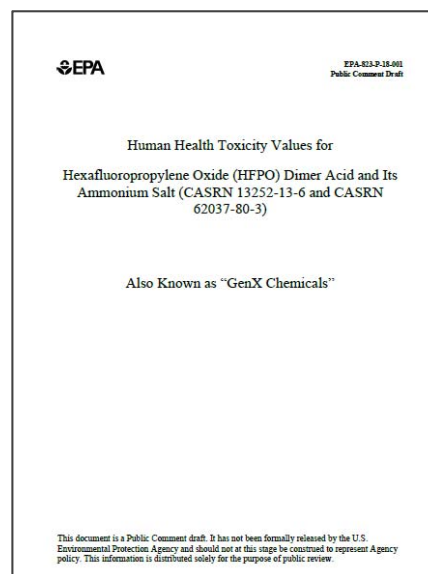 EPA
EPA-823-P-18-001
Public Comment Draft
Human Health Toxicity Values for
Hexafluoropropylene Oxide (HFPO) Dimer Acid and Its
Ammonium Salt (CASRN 13252-13-6 and CASRN
62037-80-3)
Also Known as “GenX Chemicals”
This document is a Public Comment draft. It has not been formally released by the U.S.
Environmental Protection Agency and should not at this stage be construed to represent Agency
policy. This information is distributed solely for the purpose of public review.